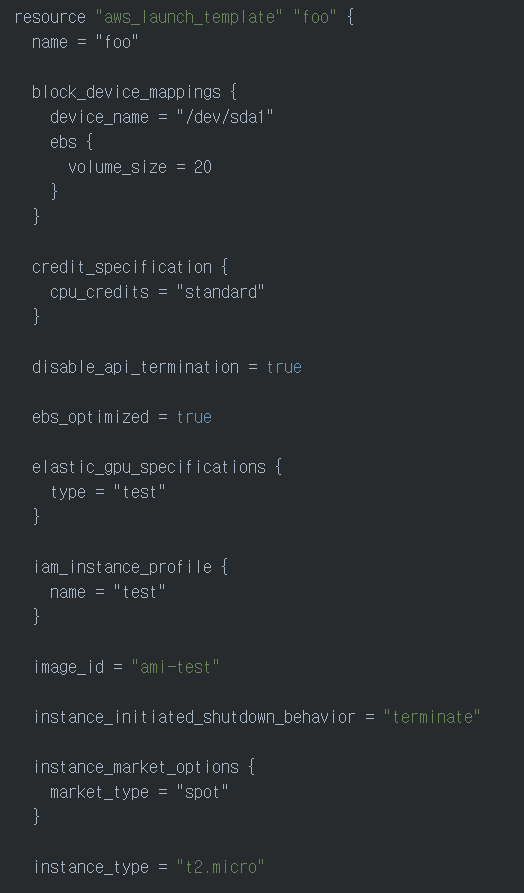 resource "aws_launch_template" "foo" {
name = "foo"
block_device_mappings {
device_name = "/dev/sda1"
ebs {
volume_size = 20
}
}
credit_specification {
cpu_credits = "standard"
}
disable_api_termination = true
ebs_optimized = true
elastic_gpu_specifications {
type = "test"
}
iam_instance_profile {
name = "test"
}
image_id = "ami-test"
instance_initiated_shutdown_behavior = "terminate"
instance_market_options {
market_type = "spot"
}
instance_type = "t2.micro"